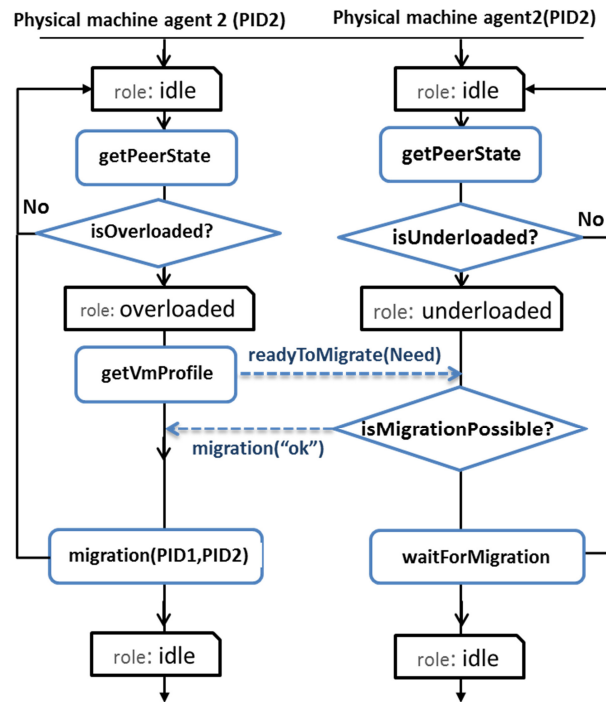 Physical machine agent 2 (PID2)
Physical machine agent2(PID2)
role: idle
role: idle
getPeerState
getPeerState
No
No
isOverloaded?
isUnderloaded?
role: overloaded
role: underloaded
readyToMigrate(Need)
getVmProfile
isMigrationPossible?
migration("ok")
migration(PID1,PID2)
waitForMigration
role: idle
role: idle